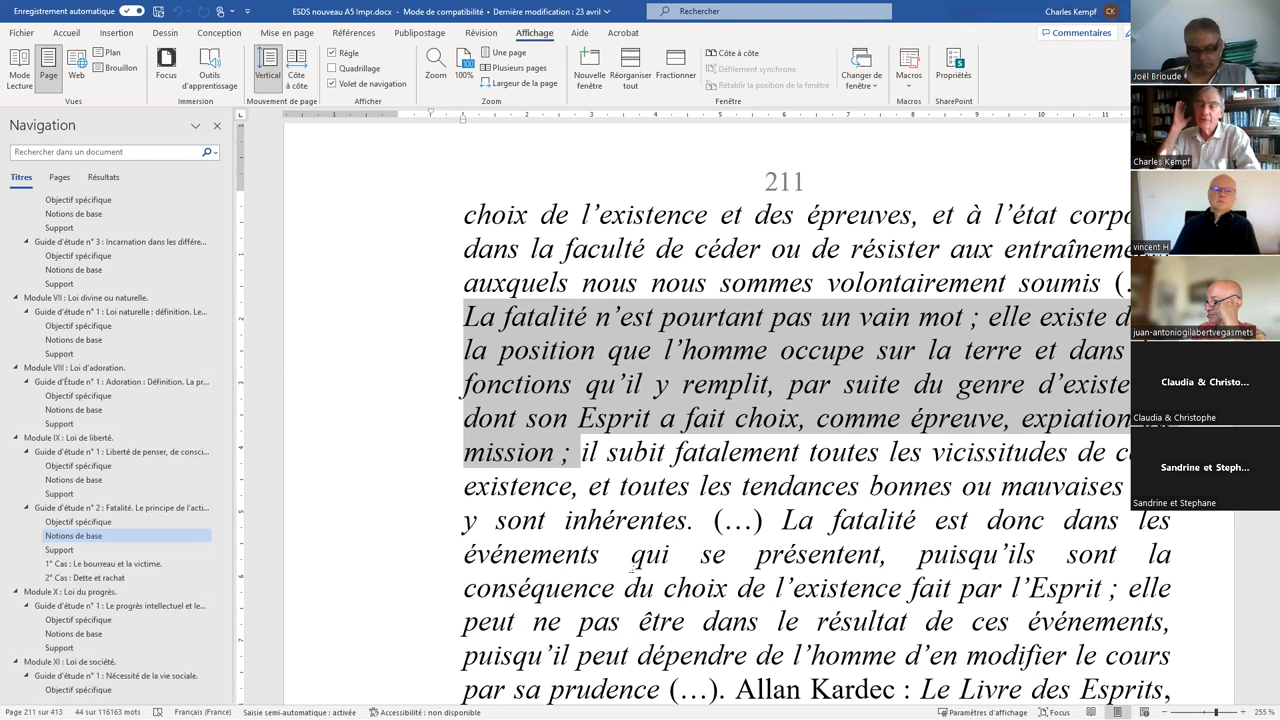 Enregistrement automatique
ESDS nouveau A5 Impr.docx • Mode de compatibilité • Dernière modification : 23 avril
Rechercher
Charles Kempf
CK
Fichier Accueil Insertion Dessin Conception Mise en page Références Publipostage Révision Affichage Aide Acrobat
Commentaires
Mode Lecture
Page
Web
Plan
Brouillon
Vues
Focus
Outils d'apprentissage
Immersion
Vertical
Côte à côte
Mouvement de page
Règle
Quadrillage
Volet de navigation
Afficher
Zoom
100%
Une page
Plusieurs pages
Largeur de la page
Zoom
Nouvelle fenêtre
Réorganiser tout
Fractionner
Côte à côte
Défilement synchrone
Rétablir la position de la fenêtre
Changer de fenêtre
Fenêtre
Macros
Macros
Propriétés
SharePoint
Navigation
Rechercher dans un document
Titres Pages Résultats
Objectif spécifique
Notions de base
Support
Guide d'étude n° 3 : Incarnation dans les différe...
Objectif spécifique
Notions de base
Support
Module VII : Loi divine ou naturelle.
Guide d'étude n° 1 : Loi naturelle : définition. Le...
Objectif spécifique
Notions de base
Support
Module VIII : Loi d'adoration.
Guide d'Étude n° 1 : Adoration : Définition. La pr...
Objectif spécifique
Notions de base
Support
Module IX : Loi de liberté.
Guide d'étude n° 1 : Liberté de penser, de consci...
Objectif spécifique
Notions de base
Support
Guide d'étude n° 2 : Fatalité. Le principe de l'acti...
Objectif spécifique
Notions de base
Support
1° Cas : Le bourreau et la victime.
2° Cas : Dette et rachat
Module X : Loi du progrès.
Guide d'étude n° 1 : Le progrès intellectuel et le...
Objectif spécifique
Notions de base
Support
Module XI : Loi de société.
Guide d'étude n° 1 : Nécessité de la vie sociale.
Objectif spécifique
211
choix de l'existence et des épreuves, et à l'état corpo
dans la faculté de céder ou de résister aux entraîneme
auxquels nous nous sommes volontairement soumis (
La fatalité n'est pourtant pas un vain mot ; elle existe d
la position que l'homme occupe sur la terre et dans
fonctions qu'il y remplit, par suite du genre d'existe
dont son Esprit a fait choix, comme épreuve, expiation
mission ; il subit fatalement toutes les vicissitudes de c
existence, et toutes les tendances bonnes ou mauvaises
y sont inhérentes. (…) La fatalité est donc dans les
événements qui se présentent, puisqu'ils sont la
conséquence du choix de l'existence fait par l'Esprit ; elle
peut ne pas être dans le résultat de ces événements,
puisqu'il peut dépendre de l'homme d'en modifier le cours
par sa prudence (…). Allan Kardec : Le Livre des Esprits,
Joël Brioude
Charles Kempf
vincent H
juan-antoniogilabertvegasmets
Claudia & Christo...
Claudia & Christophe
Sandrine et Steph...
Sandrine et Stephane
Page 211 sur 413 44 sur 116163 mots Français (France) Saisie semi-automatique : activée Accessibilité : non disponible
Paramètres d'affichage Focus 255 %